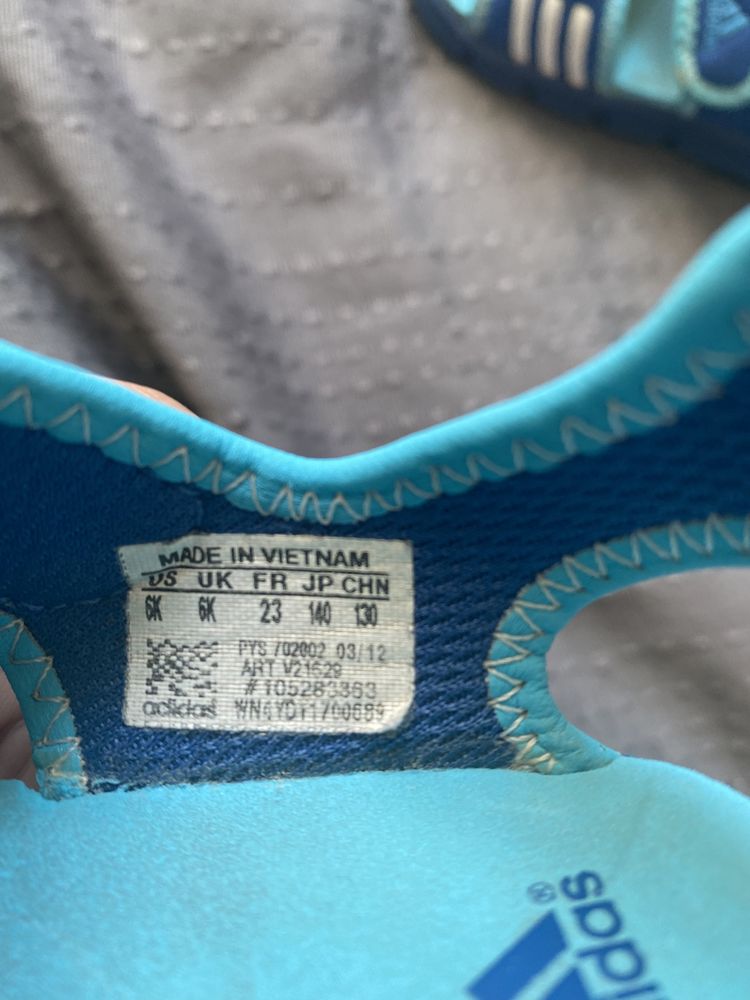 MADE IN VIETNAM
US UK FR JP CHN
6K 6K 23 140 130
PYS 702002 03/12
ART V21629
adidas
adidas